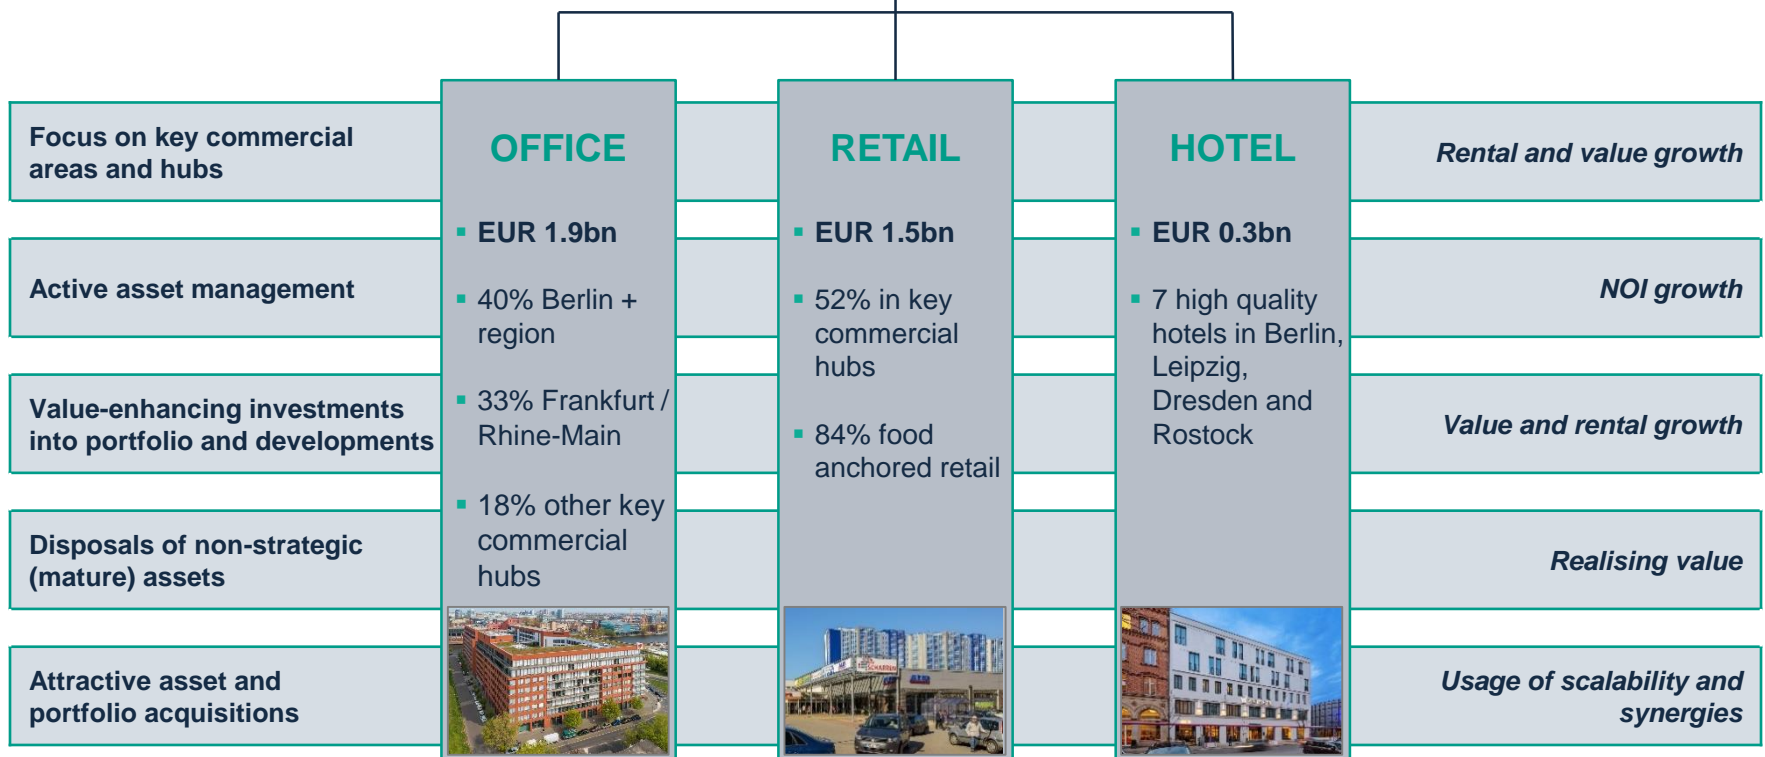 Focus on key commercial
areas and hubs
OFFICE
RETAIL
HOTEL
Rental and value growth
▪ EUR 1.9bn
▪ EUR 1.5bn
▪ EUR 0.3bn
Active asset management
▪ 40% Berlin +
region
▪ 52% in key
commercial
hubs
▪ 7 high quality
hotels in Berlin,
Leipzig,
Dresden and
Rostock
NOI growth
Value-enhancing investments
into portfolio and developments
▪ 33% Frankfurt /
Rhine-Main
▪ 84% food
anchored retail
Value and rental growth
▪ 18% other key
commercial
hubs
Disposals of non-strategic
(mature) assets
Realising value
Attractive asset and
portfolio acquisitions
Usage of scalability and
synergies